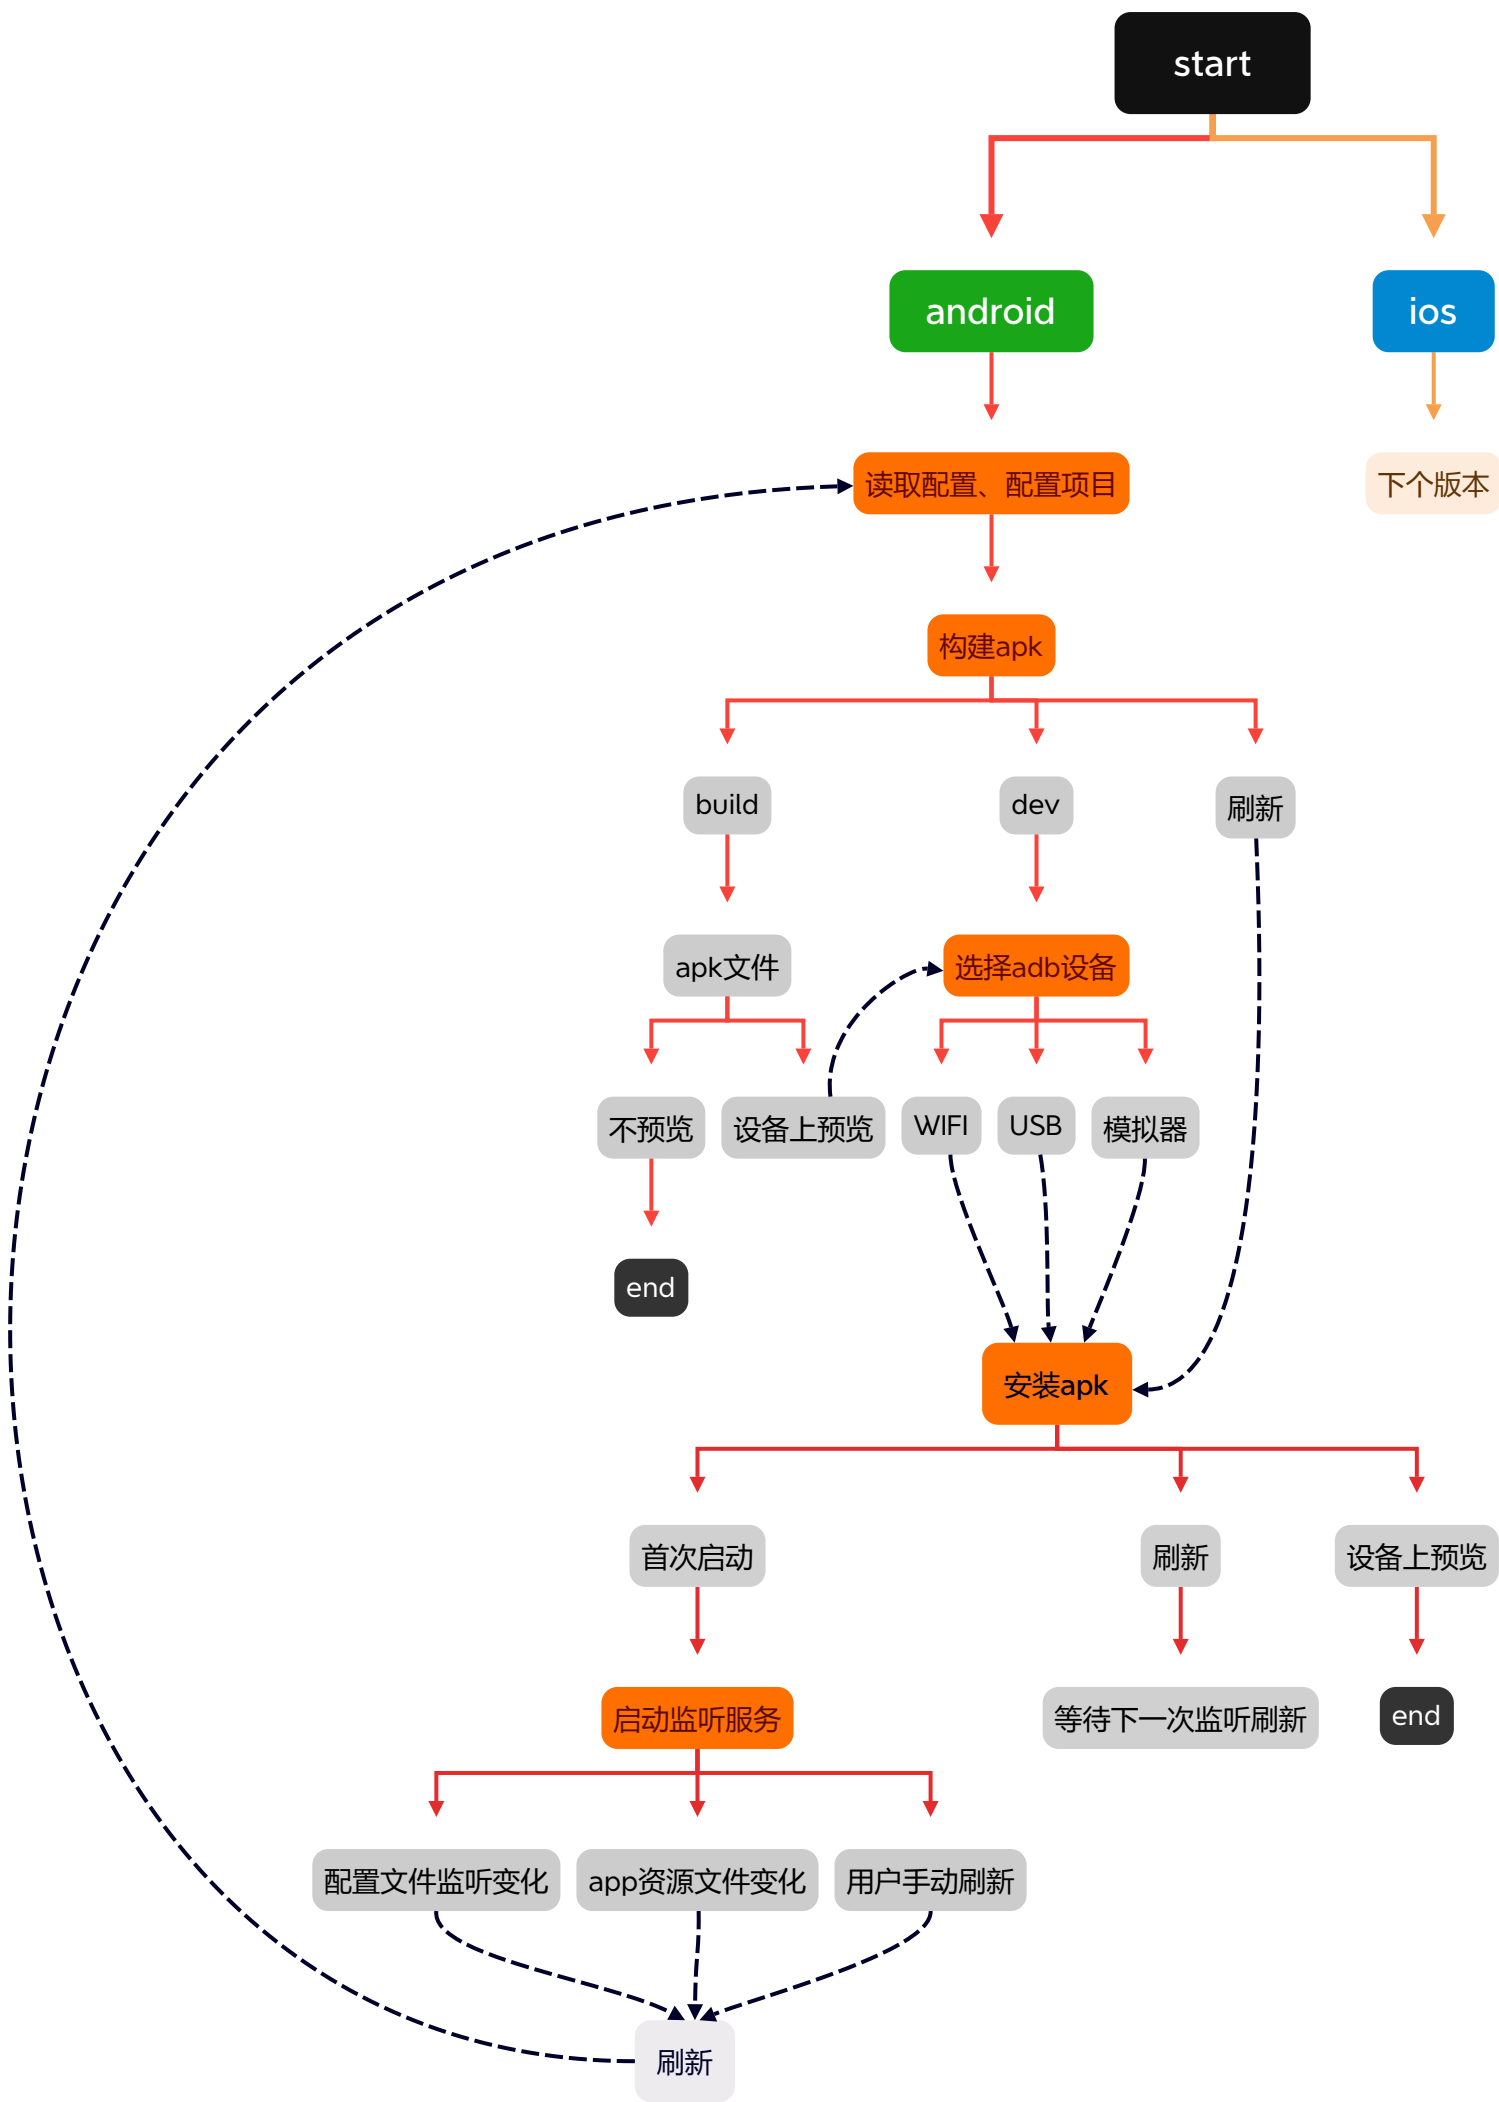 start
android
ios
读取配置、配置项目
下个版本
构建apk
build
dev
刷新
apk文件
选择adb设备
不预览
设备上预览
WIFI
USB
模拟器
end
安装apk
首次启动
刷新
设备上预览
启动监听服务
等待下一次监听刷新
end
配置文件监听变化
app资源文件变化
用户手动刷新
刷新